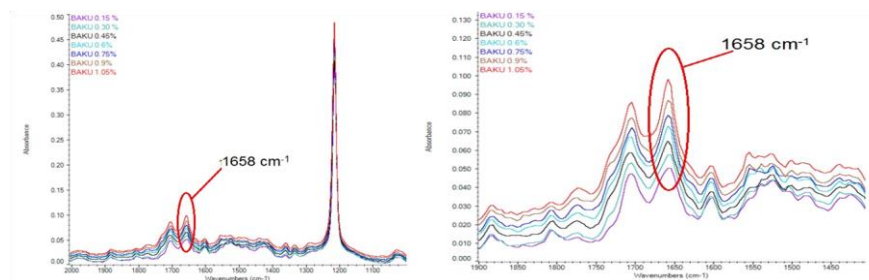 BAKU 0.15 %
BAKU 0.30 %
BAKU 0.45%
BAKU 0.6%
BAKU 0.75%
BAKU 0.9%
BAKU 1.05%
1658 cm-1
Absorbance
0.50
0.45
0.40
0.35
0.30
0.25
0.20
0.15
0.10
0.05
0.00
2000 1900 1800 1700 1600 1500 1400 1300 1200 1100
Wavenumbers (cm-1)
BAKU 0.15 %
BAKU 0.30 %
BAKU 0.45%
BAKU 0.6%
BAKU 0.75%
BAKU 0.9%
BAKU 1.05%
1658 cm-1
Absorbance
0.130
0.120
0.110
0.100
0.090
0.080
0.070
0.060
0.050
0.040
0.030
0.020
0.010
0.000
1900 1850 1800 1750 1700 1650 1600 1550 1500 1450
Wavenumbers (cm-1)